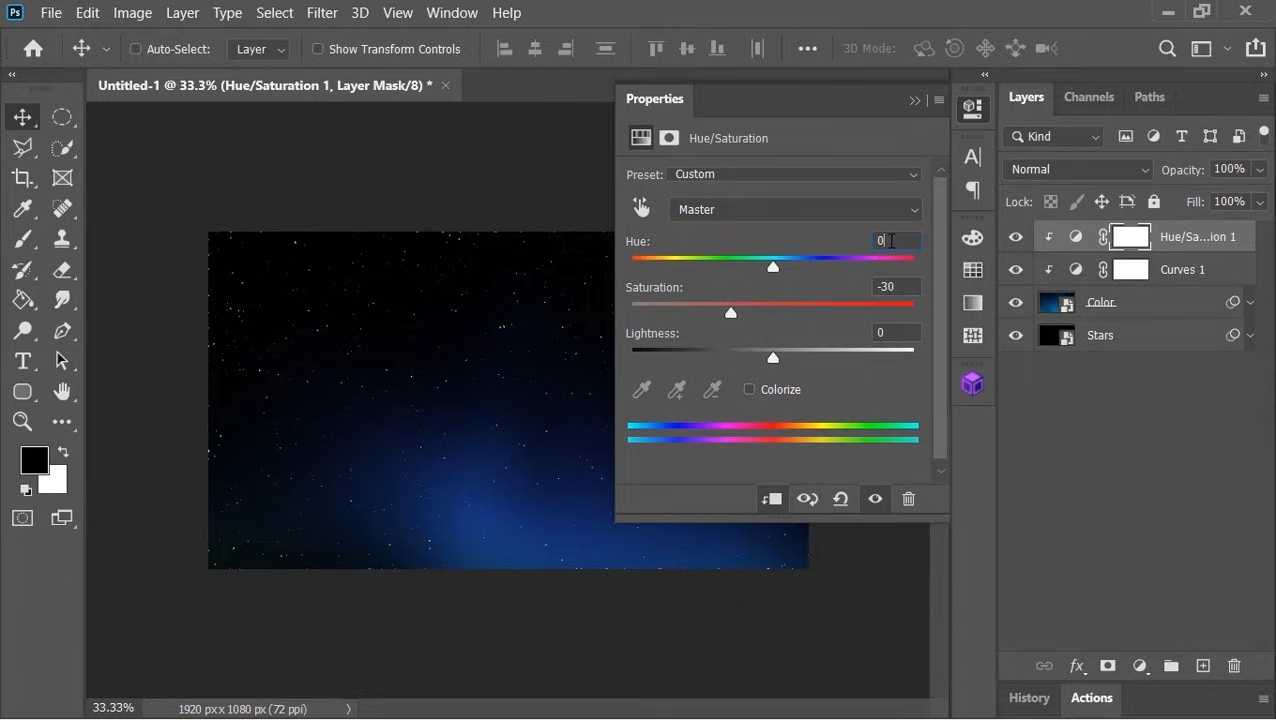 Ps File Edit Image Layer Type Select Filter 3D View Window Help
Auto-Select: Layer Show Transform Controls 3D Mode:
Untitled-1 @ 33.3% (Hue/Saturation 1, Layer Mask/8) *
Properties
Hue/Saturation
Preset: Custom
Master
Hue: 0
Saturation: -30
Lightness: 0
Colorize
Layers Channels Paths
Kind
Normal Opacity: 100%
Lock: Fill: 100%
Hue/Sa...ion 1
Curves 1
Color
Stars
History Actions
33.33% 1920 px x 1080 px (72 ppi)